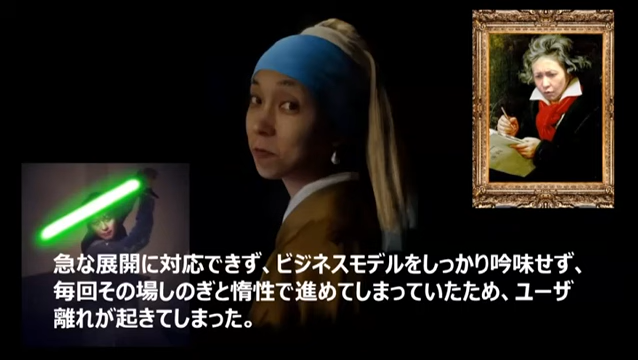 急な展開に対応できず、ビジネスモデルをしっかり吟味せず、
毎回その場しのぎと惰性で進めてしまっていたため、ユーザ
離れが起きてしまった。